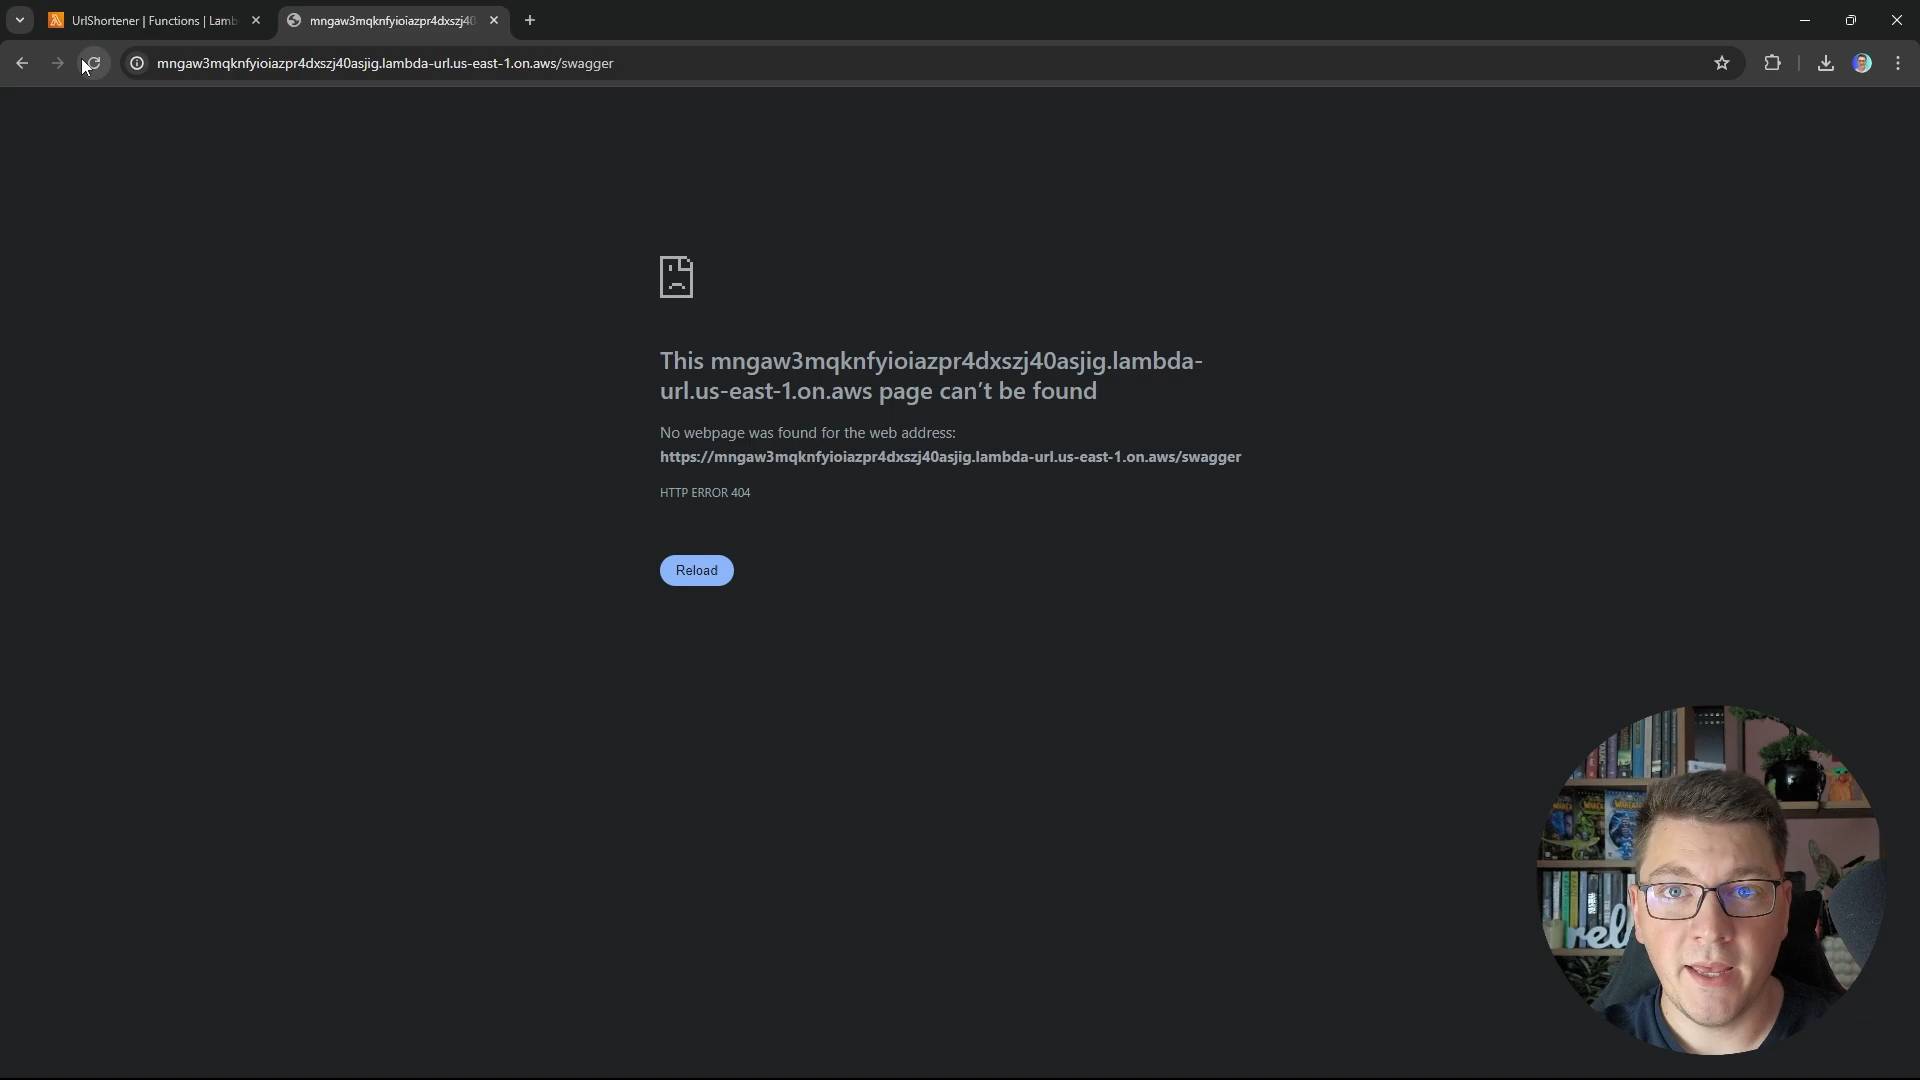 UrlShortener | Functions | Lamb
mngaw3mqknfyioiazpr4dxszj40
mngaw3mqknfyioiazpr4dxszj40asjig.lambda-url.us-east-1.on.aws/swagger
This mngaw3mqknfyioiazpr4dxszj40asjig.lambda-
url.us-east-1.on.aws page can’t be found
No webpage was found for the web address:
https://mngaw3mqknfyioiazpr4dxszj40asjig.lambda-url.us-east-1.on.aws/swagger
HTTP ERROR 404
Reload